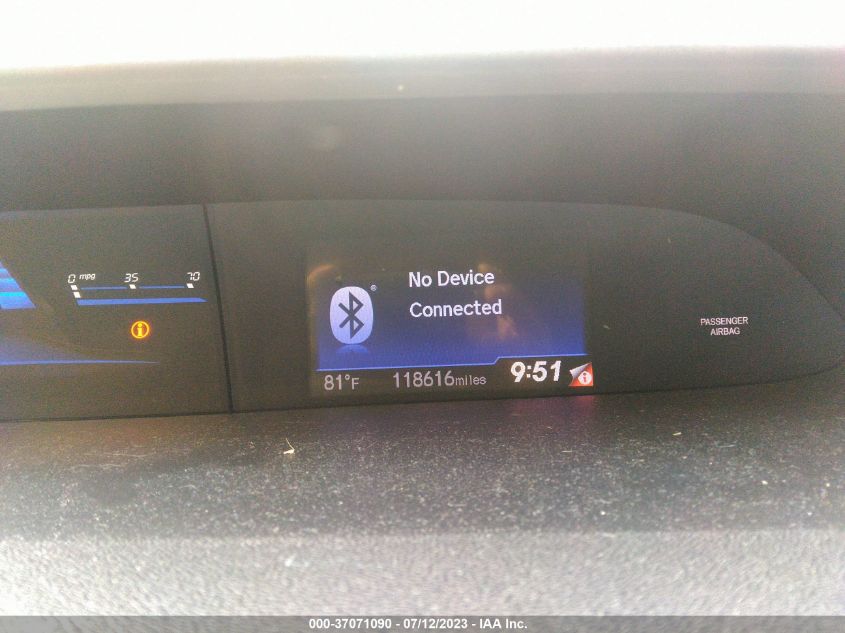 0 mpg 35 70
®
No Device
Connected
PASSENGER
AIRBAG
81°F 118616miles 9:51
000-37071090 - 07/12/2023 - IAA Inc.